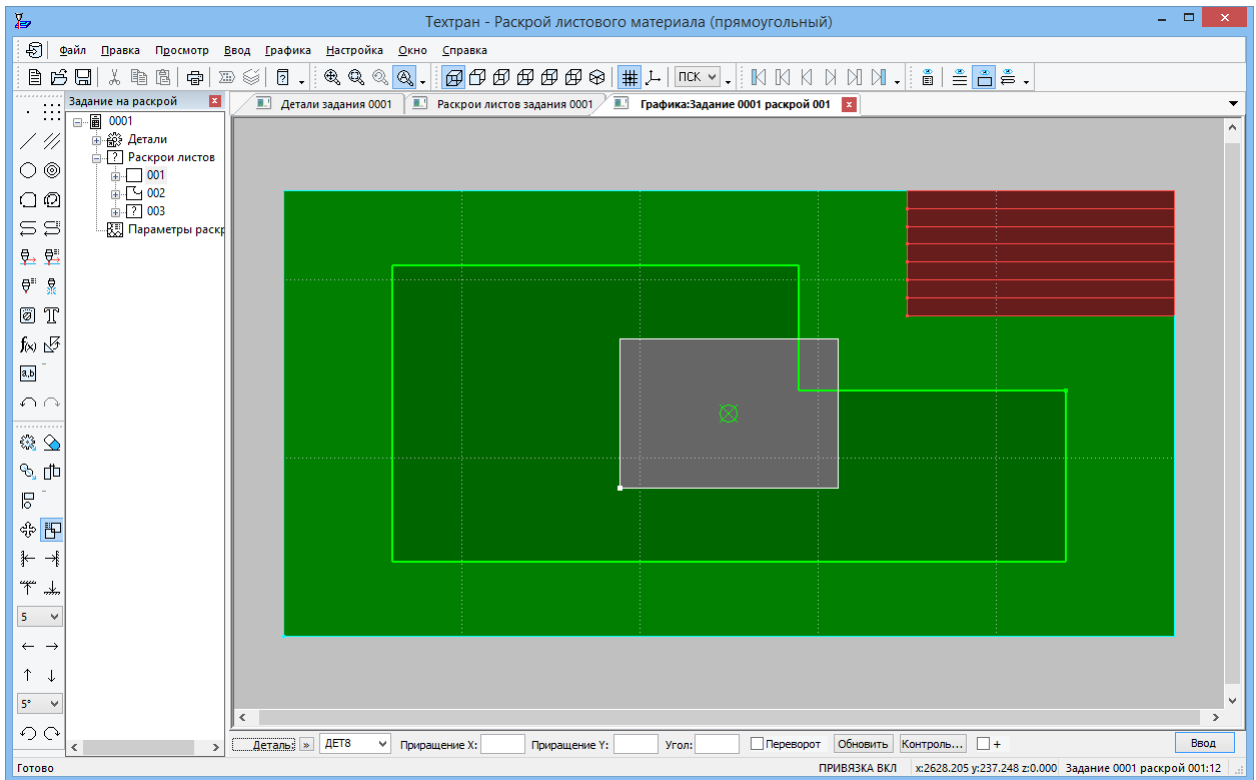 Техтран - Раскрой листового материала (прямоугольный)
Файл Правка Просмотр Ввод Графика Настройка Окно Справка
ПСК
Задание на раскрой
Детали задания 0001 Раскрои листов задания 0001 Графика:Задание 0001 раскрой 001
0001
Детали
Раскрои листов
001
002
003
Параметры раскр
f(x)
a,b
5
5°
Деталь: » ДЕТ8 Приращение X: Приращение Y: Угол: Переворот Обновить Контроль... + Ввод
Готово ПРИВЯЗКА ВКЛ x:2628.205 y:237.248 z:0.000 Задание 0001 раскрой 001:12